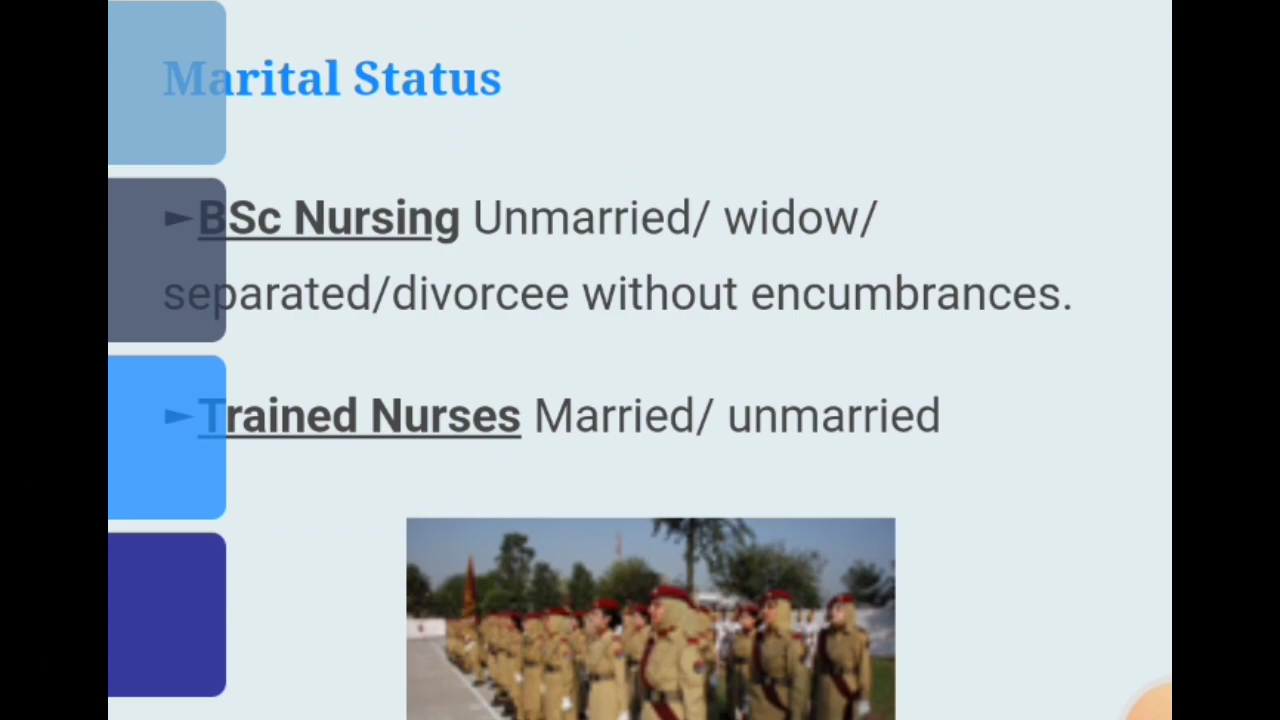 Marital Status
►BSc Nursing Unmarried/ widow/
separated/divorcee without encumbrances.
►Trained Nurses Married/ unmarried